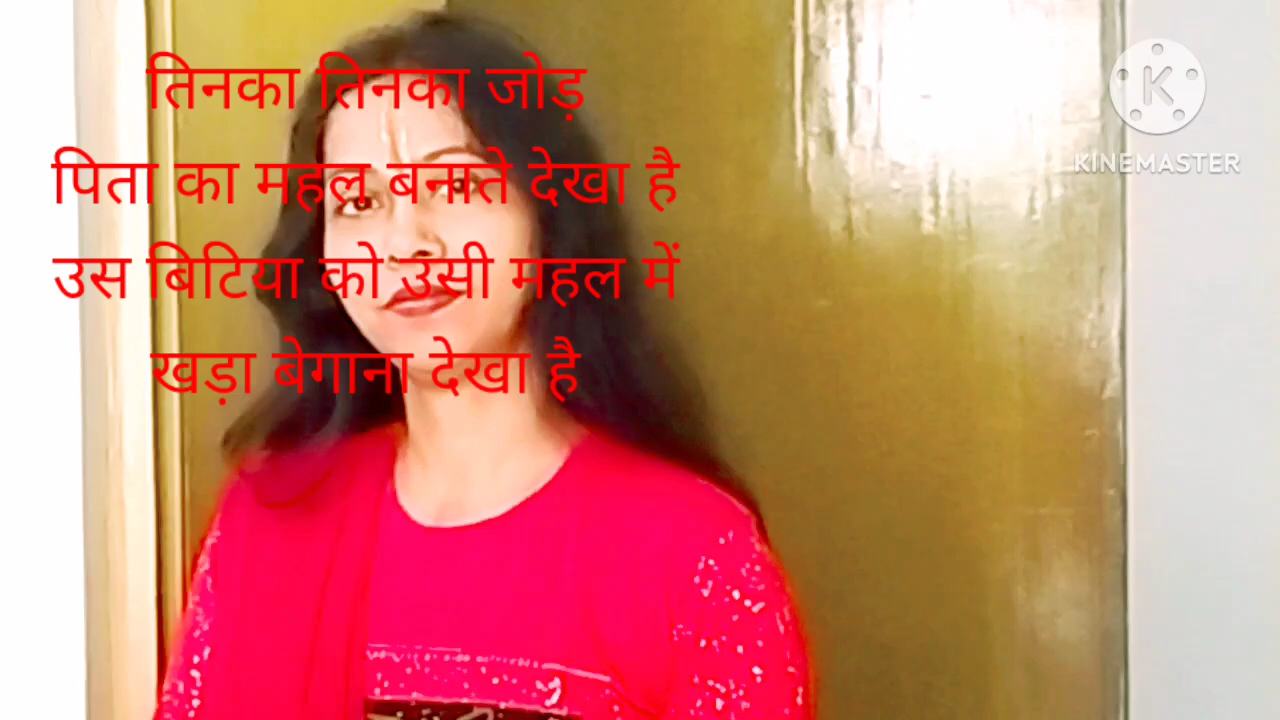 तिनका तिनका जोड़
पिता का महल बनाते देखा है
उस बिटिया को उसी महल में
खड़ा बेगाना देखा है
KINEMASTER